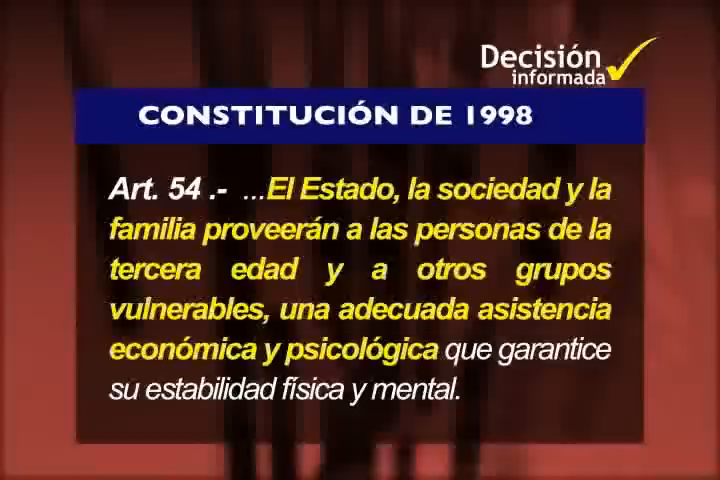 Decisión
informada
CONSTITUCIÓN DE 1998
Art. 54 .- ...El Estado, la sociedad y la
familia proveerán a las personas de la
tercera edad y a otros grupos
vulnerables, una adecuada asistencia
económica y psicológica que garantice
su estabilidad física y mental.